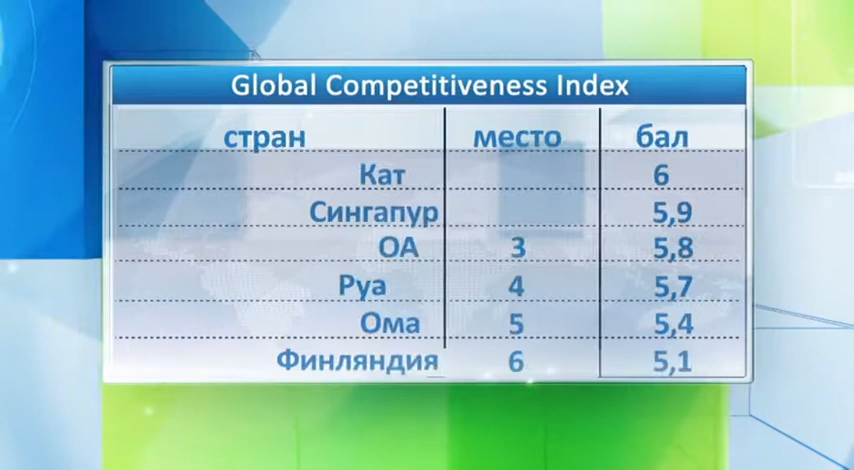 Global Competitiveness Index
стран место бал
Кат 6
Сингапур 5,9
ОА 3 5,8
Руа 4 5,7
Ома 5 5,4
Финляндия 6 5,1